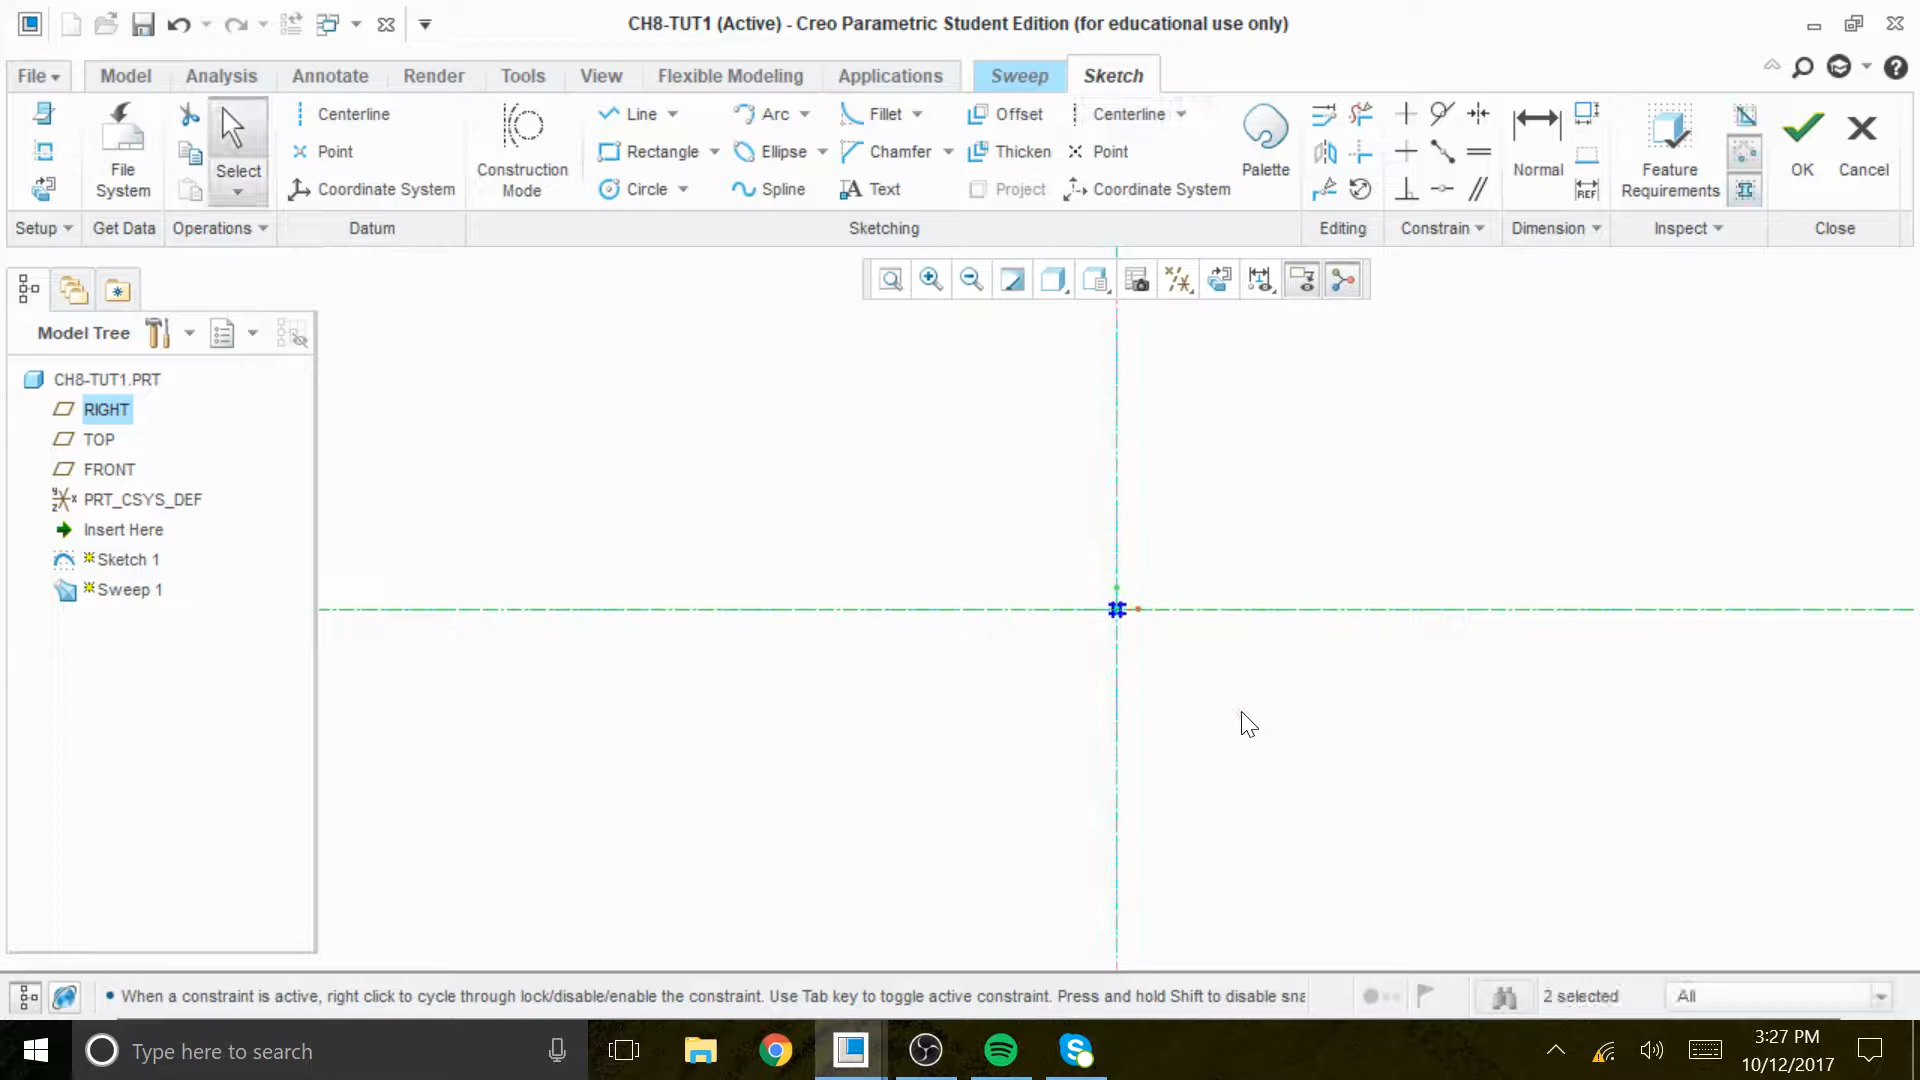 CH8-TUT1 (Active) - Creo Parametric Student Edition (for educational use only)
File Model Analysis Annotate Render Tools View Flexible Modeling Applications Sweep Sketch
Centerline Line Arc Fillet Offset Centerline
Point Rectangle Ellipse Chamfer Thicken Point
Coordinate System Circle Spline Text Project Coordinate System
File System
Select
Construction Mode
Palette
Normal
REF
Feature Requirements
OK
Cancel
Setup Get Data Operations Datum Sketching Editing Constrain Dimension Inspect Close
Model Tree
CH8-TUT1.PRT
RIGHT
TOP
FRONT
PRT_CSYS_DEF
Insert Here
Sketch 1
Sweep 1
When a constraint is active, right click to cycle through lock/disable/enable the constraint. Use Tab key to toggle active constraint. Press and hold Shift to disable sna
2 selected
All
Type here to search
3:27 PM
10/12/2017